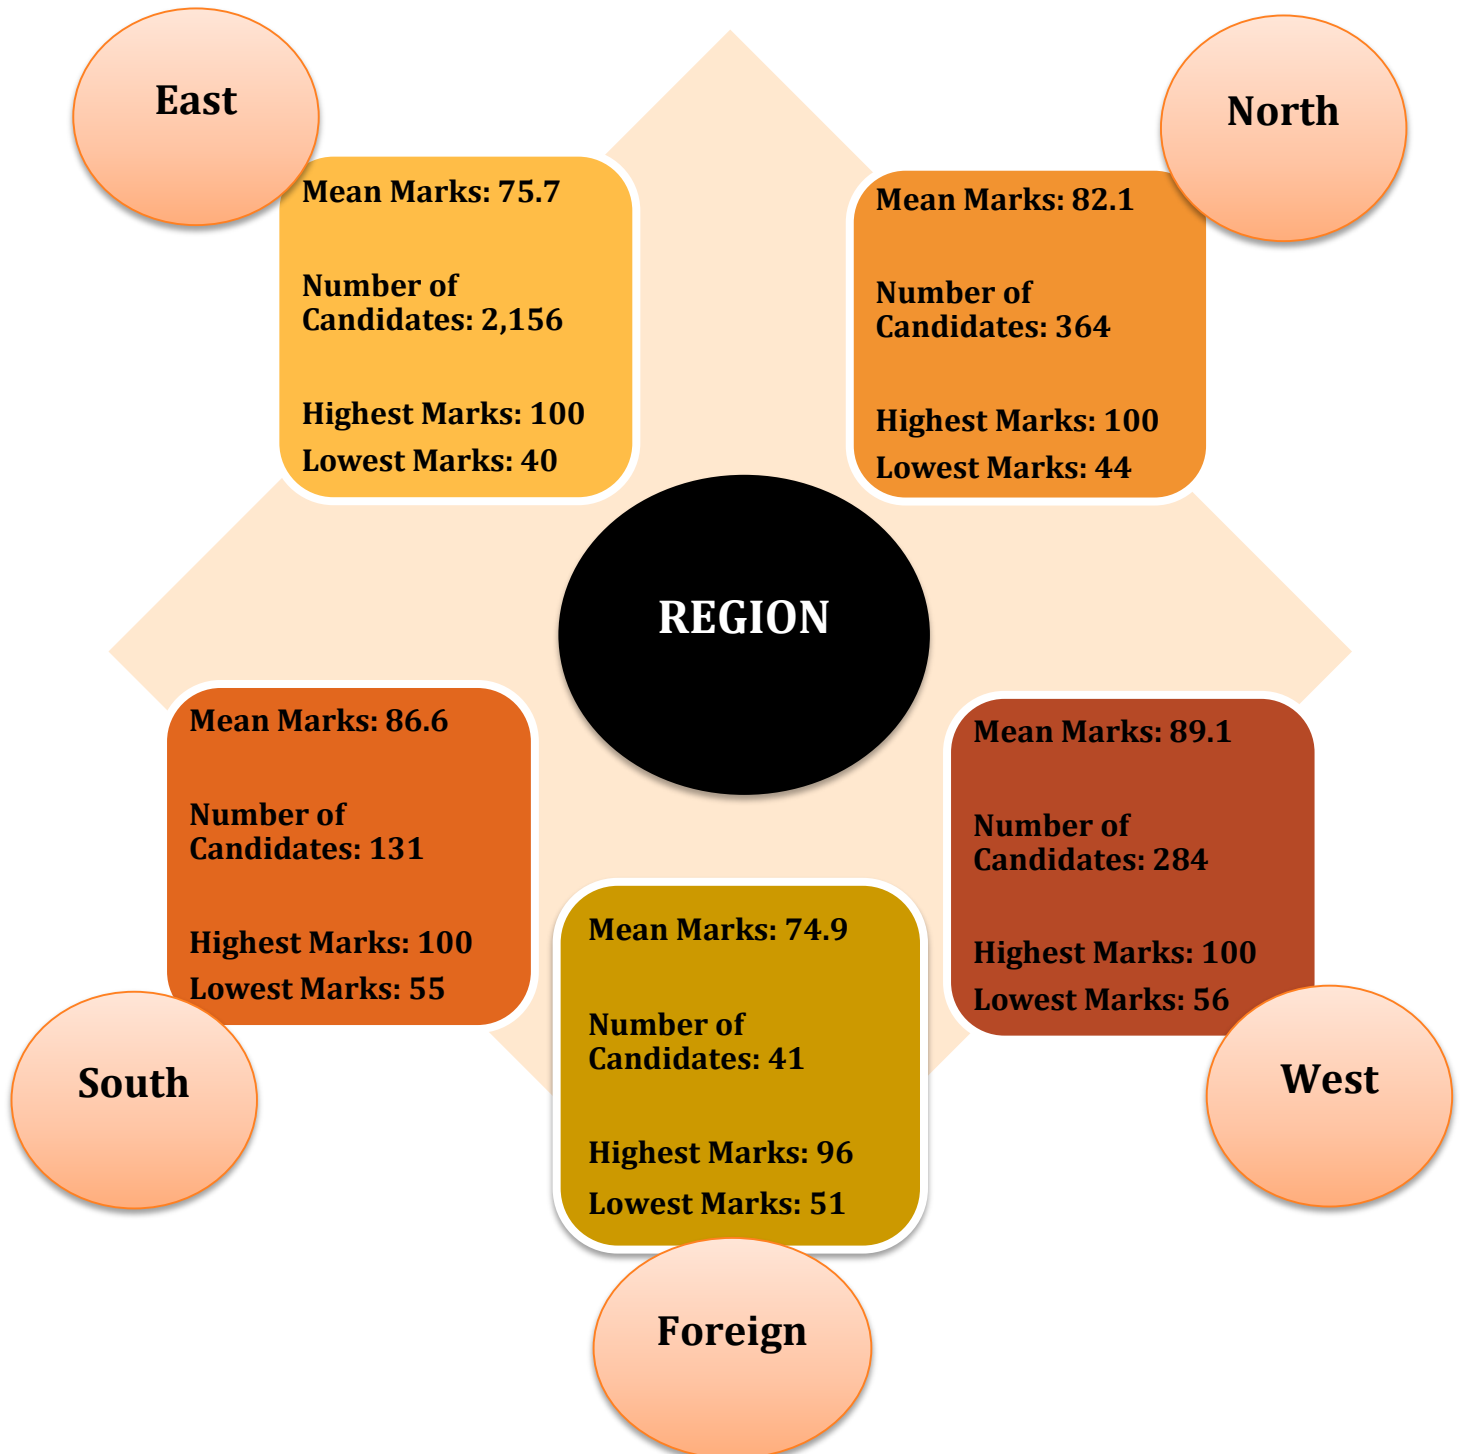 East
Mean Marks: 75.7
Number of
Candidates: 2,156
Highest Marks: 100
Lowest Marks: 40
North
Mean Marks: 82.1
Number of
Candidates: 364
Highest Marks: 100
Lowest Marks: 44
REGION
Mean Marks: 86.6
Number of
Candidates: 131
Highest Marks: 100
Lowest Marks: 55
South
Mean Marks: 89.1
Number of
Candidates: 284
Highest Marks: 100
Lowest Marks: 56
West
Mean Marks: 74.9
Number of
Candidates: 41
Highest Marks: 96
Lowest Marks: 51
Foreign